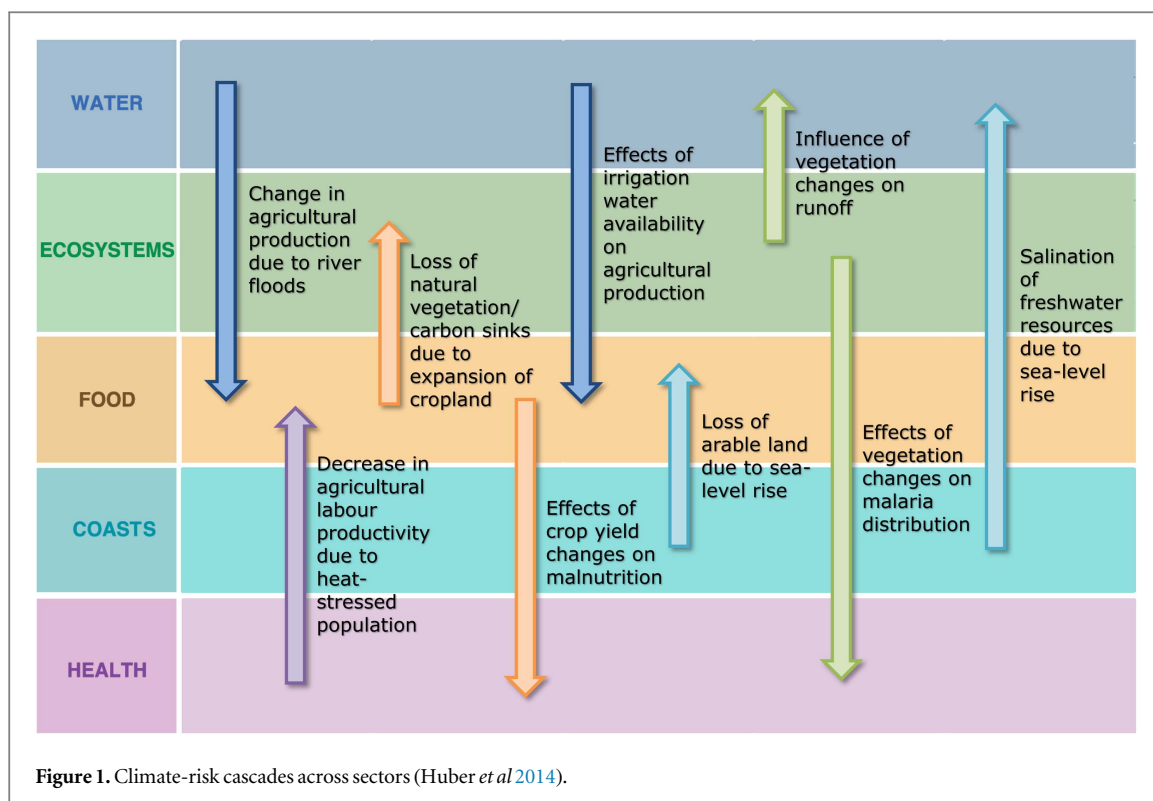 WATER
ECOSYSTEMS
FOOD
COASTS
HEALTH
Change in
agricultural
production
due to river
floods
Loss of
natural
vegetation/
carbon sinks
due to
expansion of
cropland
Decrease in
agricultural
labour
productivity
due to
heat-
stressed
population
Effects of
irrigation
water
availability
on
agricultural
production
Effects of
crop yield
changes on
malnutrition
Loss of
arable land
due to sea-
level rise
Influence of
vegetation
changes on
runoff
Effects of
vegetation
changes on
malaria
distribution
Salination
of
freshwater
resources
due to
sea-level
rise
Figure 1. Climate-risk cascades across sectors (Huber et al 2014).